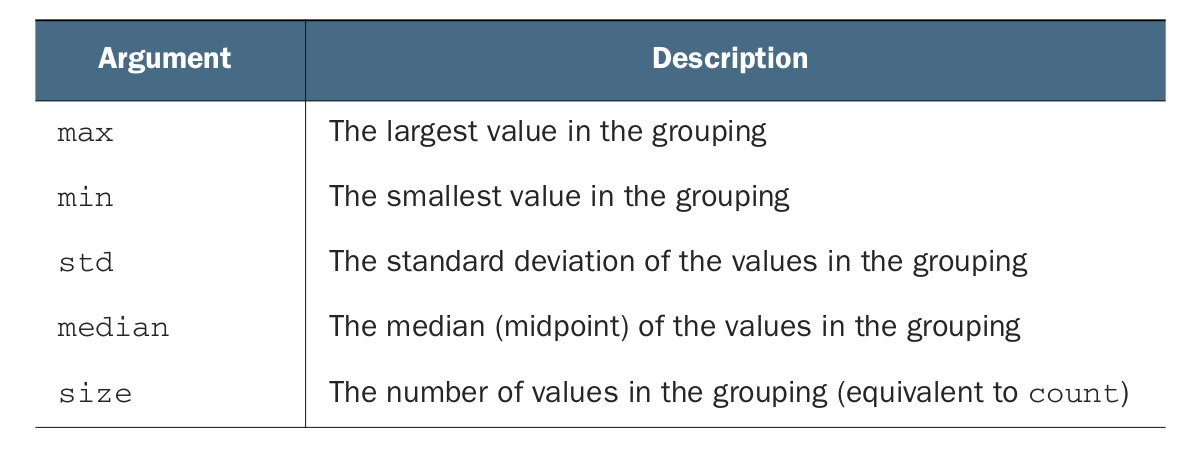 Argument Description
max The largest value in the grouping
min The smallest value in the grouping
std The standard deviation of the values in the grouping
median The median (midpoint) of the values in the grouping
size The number of values in the grouping (equivalent to count)